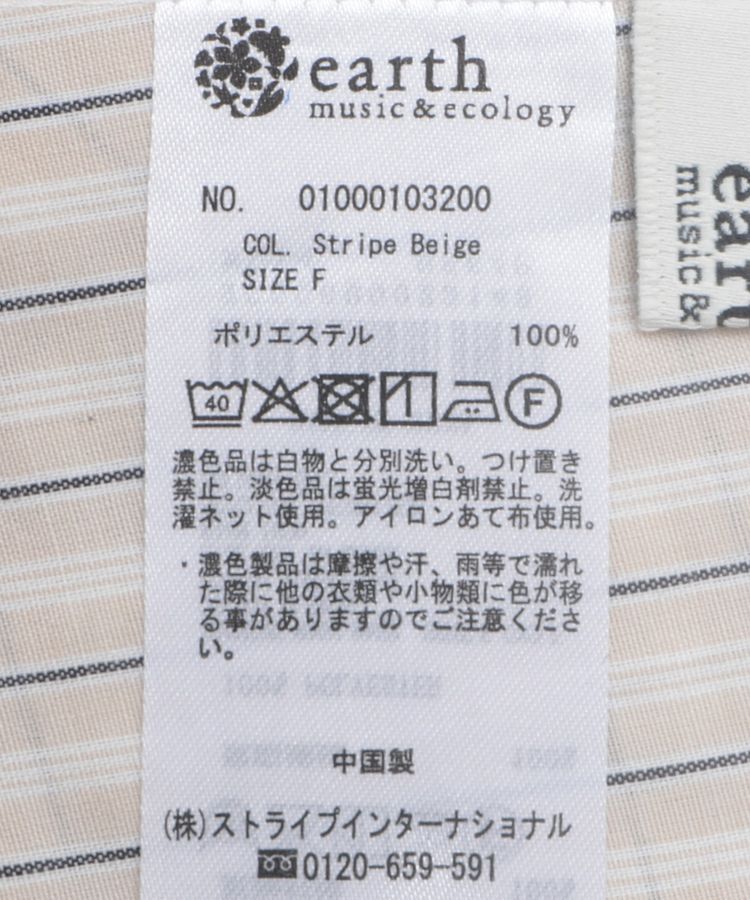 earth
music & ecology
NO. 01000103200
COL. Stripe Beige
SIZE F
ポリエステル 100%
40 F
濃色品は白物と分別洗い。つけ置き
禁止。淡色品は蛍光増白剤禁止。洗
濯ネット使用。アイロンあて布使用。
・濃色製品は摩擦や汗、雨等で濡れ
た際に他の衣類や小物類に色が移
る事がありますのでご注意くださ
い。
100% POLYESTER
中国製
(株)ストライプインターナショナル
0120-659-591
ear
music &